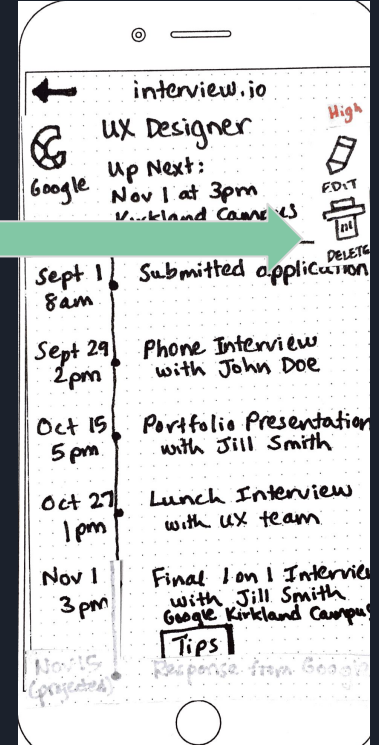 interview.io
High
UX Designer
Google
Up Next:
Nov 1 at 3pm
Kirkland Campus
EDIT
DELETE
Sept 1 Submitted application
8am
Sept 29 Phone Interview
2pm with John Doe
Oct 15 Portfolio Presentation
5pm with Jill Smith
Oct 27 Lunch Interview
1pm with UX team
Nov 1 Final 1 on 1 Interview
3pm with Jill Smith
Google Kirkland Campus
Tips
Nov 15 Response from Google
(projected)